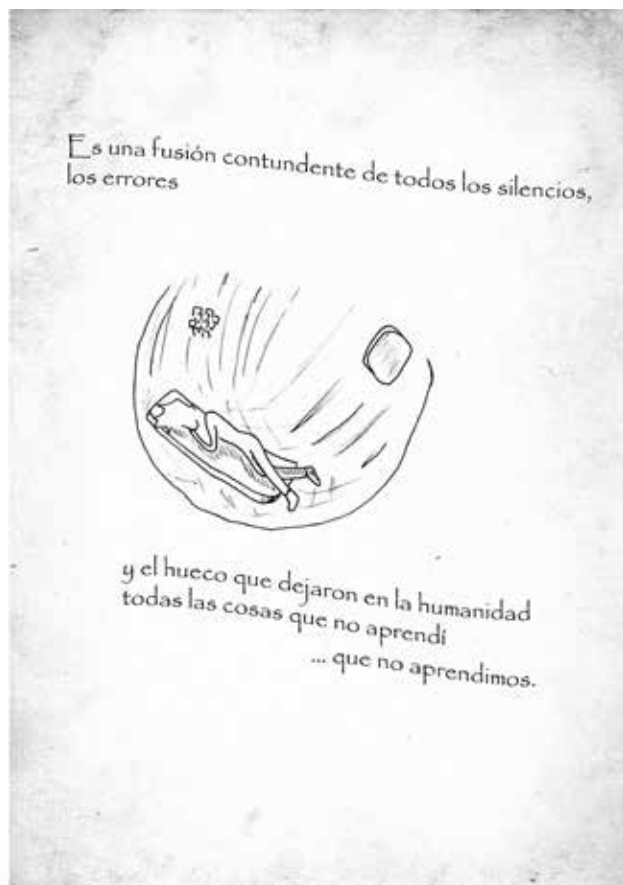 Es una fusión contundente de todos los silencios,
los errores
y el hueco que dejaron en la humanidad
todas las cosas que no aprendí
... que no aprendimos.